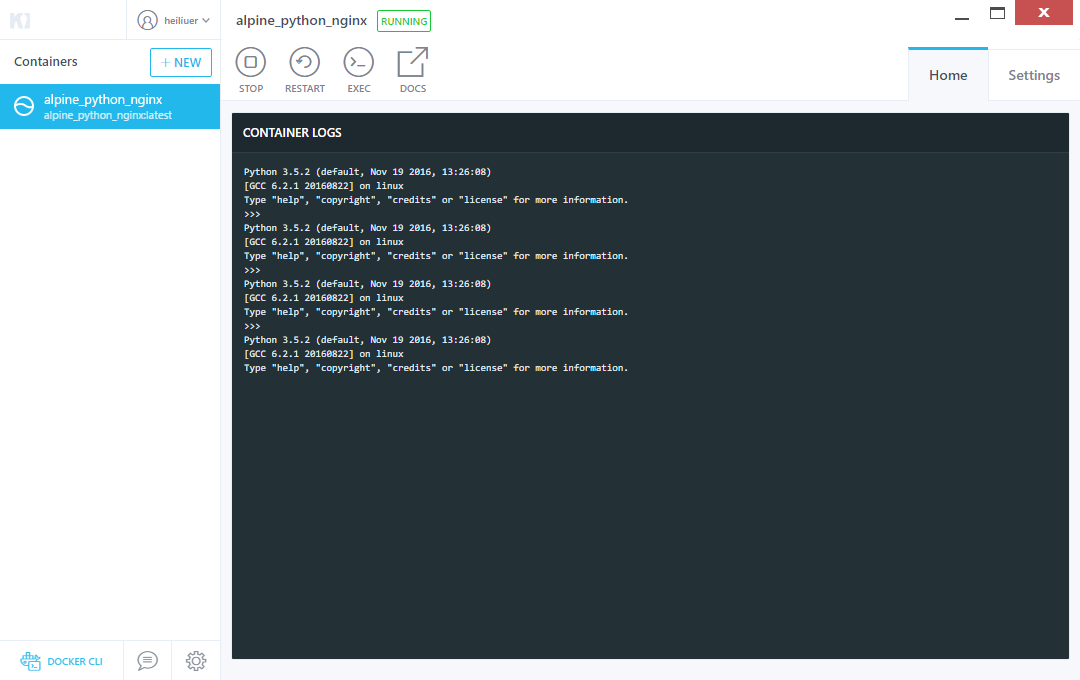 heiliuer
alpine_python_nginx RUNNING
Containers
+ NEW
alpine_python_nginx
alpine_python_nginx:latest
STOP RESTART EXEC DOCS
Home Settings
CONTAINER LOGS
Python 3.5.2 (default, Nov 19 2016, 13:26:08)
[GCC 6.2.1 20160822] on linux
Type "help", "copyright", "credits" or "license" for more information.
>>>
Python 3.5.2 (default, Nov 19 2016, 13:26:08)
[GCC 6.2.1 20160822] on linux
Type "help", "copyright", "credits" or "license" for more information.
>>>
Python 3.5.2 (default, Nov 19 2016, 13:26:08)
[GCC 6.2.1 20160822] on linux
Type "help", "copyright", "credits" or "license" for more information.
>>>
Python 3.5.2 (default, Nov 19 2016, 13:26:08)
[GCC 6.2.1 20160822] on linux
Type "help", "copyright", "credits" or "license" for more information.
DOCKER CLI